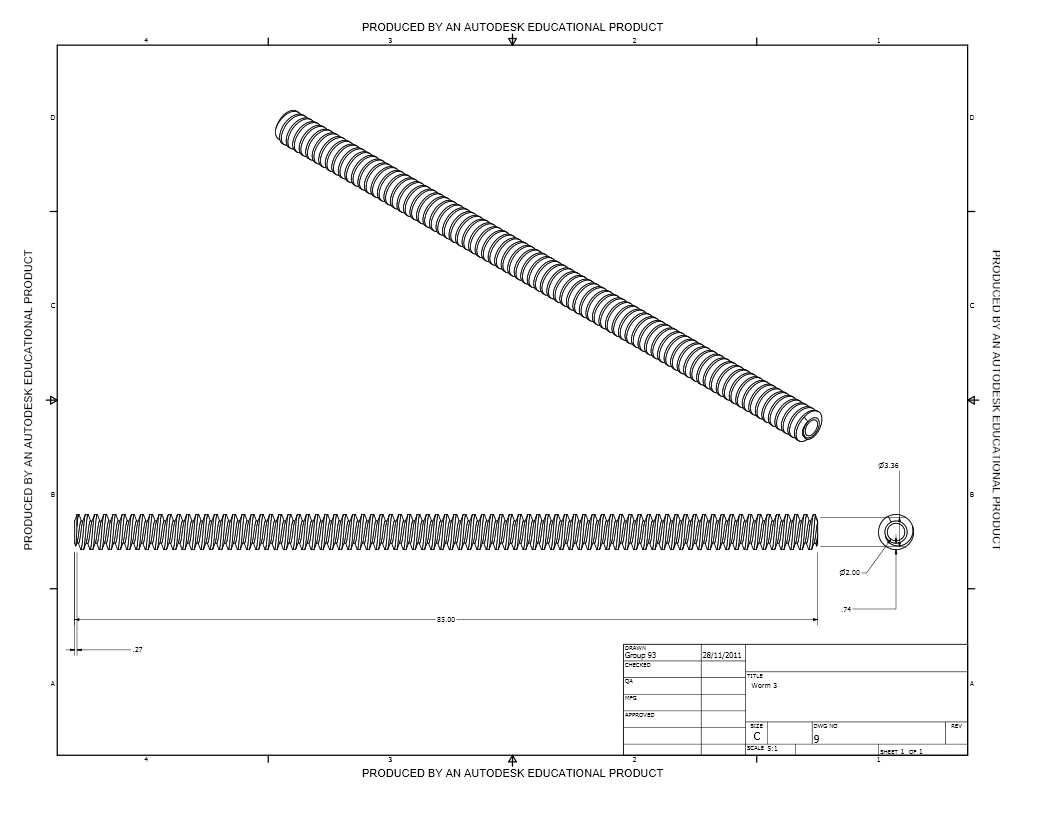 PRODUCED BY AN AUTODESK EDUCATIONAL PRODUCT
4 3 2 1
D D
C C
B B
A A
PRODUCED BY AN AUTODESK EDUCATIONAL PRODUCT
PRODUCED BY AN AUTODESK EDUCATIONAL PRODUCT
Ø3.36
Ø2.00
.74
85.00
.27
DRAWN
Group 93 28/11/2011
CHECKED
QA
MFG
APPROVED
TITLE
Worm 3
SIZE
C
DWG NO
9
REV
SCALE 5:1
SHEET 1 OF 1
4 3 2 1
PRODUCED BY AN AUTODESK EDUCATIONAL PRODUCT